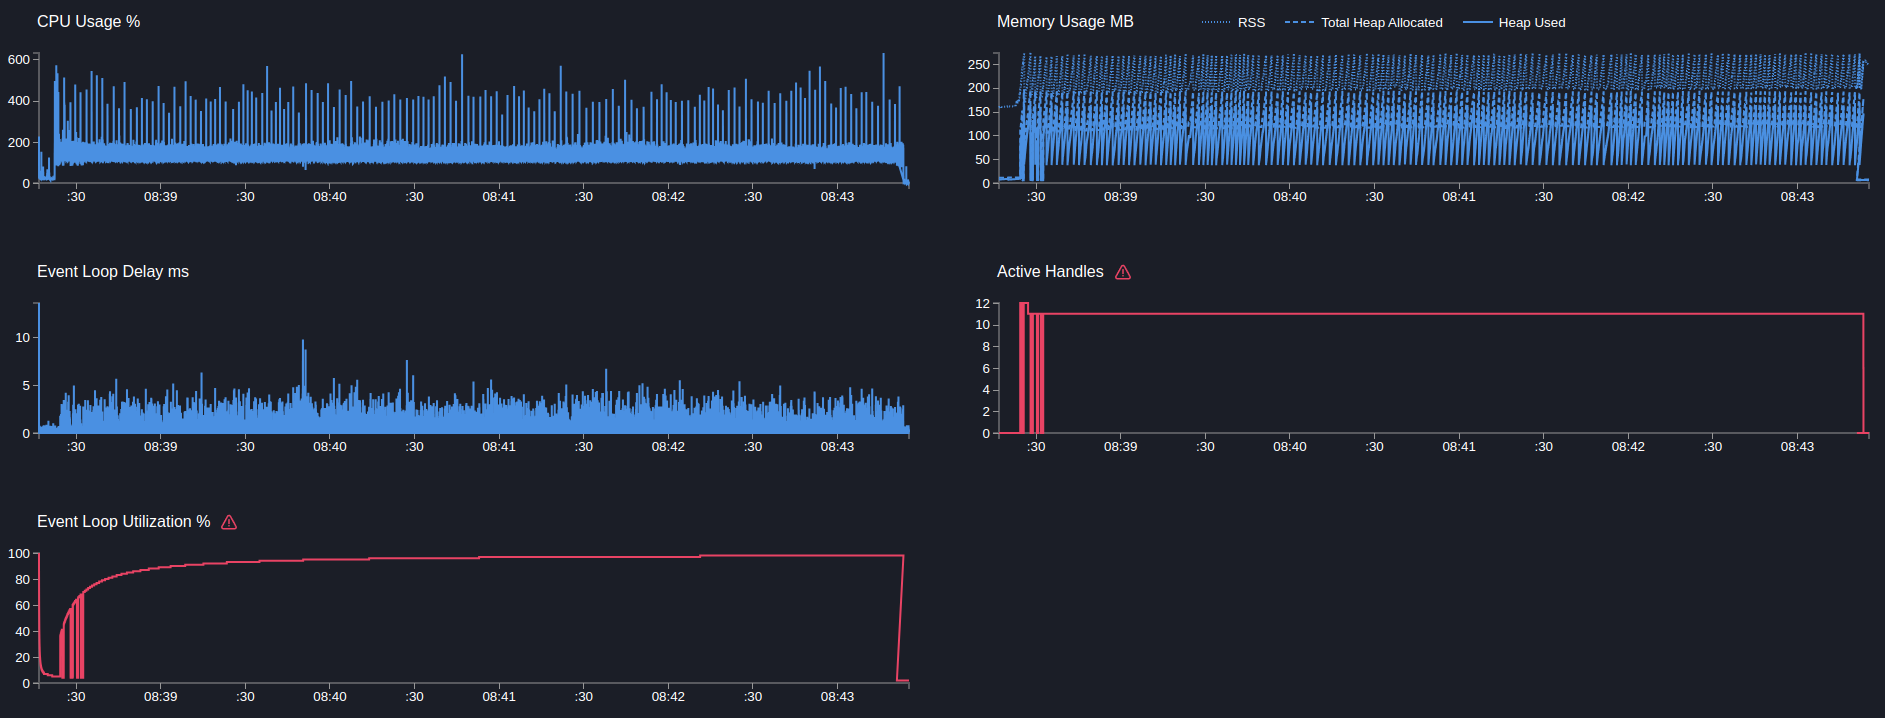 CPU Usage %
600
400
200
0
:30 08:39 :30 08:40 :30 08:41 :30 08:42 :30 08:43
Memory Usage MB RSS Total Heap Allocated Heap Used
250
200
150
100
50
0
:30 08:39 :30 08:40 :30 08:41 :30 08:42 :30 08:43
Event Loop Delay ms
10
5
0
:30 08:39 :30 08:40 :30 08:41 :30 08:42 :30 08:43
Active Handles
12
10
8
6
4
2
0
:30 08:39 :30 08:40 :30 08:41 :30 08:42 :30 08:43
Event Loop Utilization %
100
80
60
40
20
0
:30 08:39 :30 08:40 :30 08:41 :30 08:42 :30 08:43